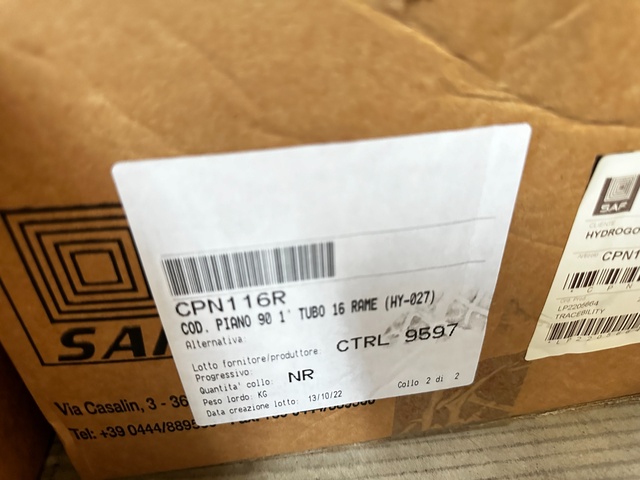 CPN116R
COD. PIANO 90 1" TUBO 16 RAME (HY-027)
Alternativa
Lotto fornitore/produttore:
CTRL 9597
Progressivo:
Quantita' collo: NR
Peso lordo: KG
Data creazione lotto: 13/10/22
Collo 2 di 2
Via Casalin, 3 - 36
Tel: +39 0444/889
SAF
HYDROGO
CPN1
LP2209664
TRACEBILITY